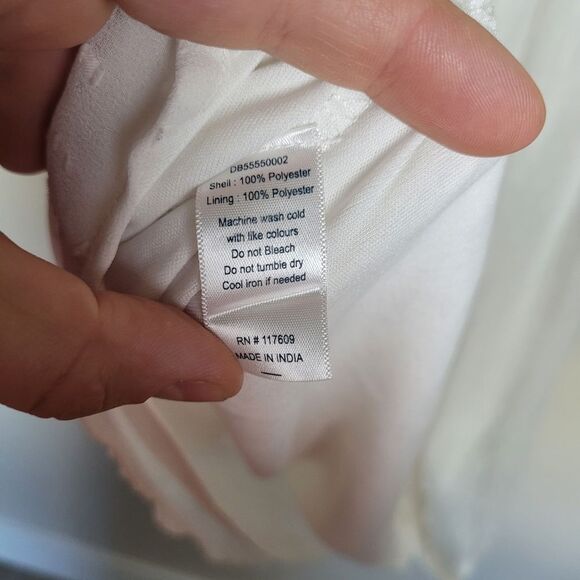 DB55550002
Shell : 100% Polyester
Lining : 100% Polyester
Machine wash cold
with like colours
Do not Bleach
Do not tumble dry
Cool iron if needed
RN # 117609
MADE IN INDIA